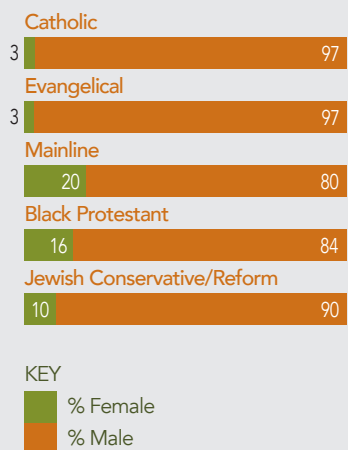 Catholic
3 97
Evangelical
3 97
Mainline
20 80
Black Protestant
16 84
Jewish Conservative/Reform
10 90
KEY
% Female
% Male